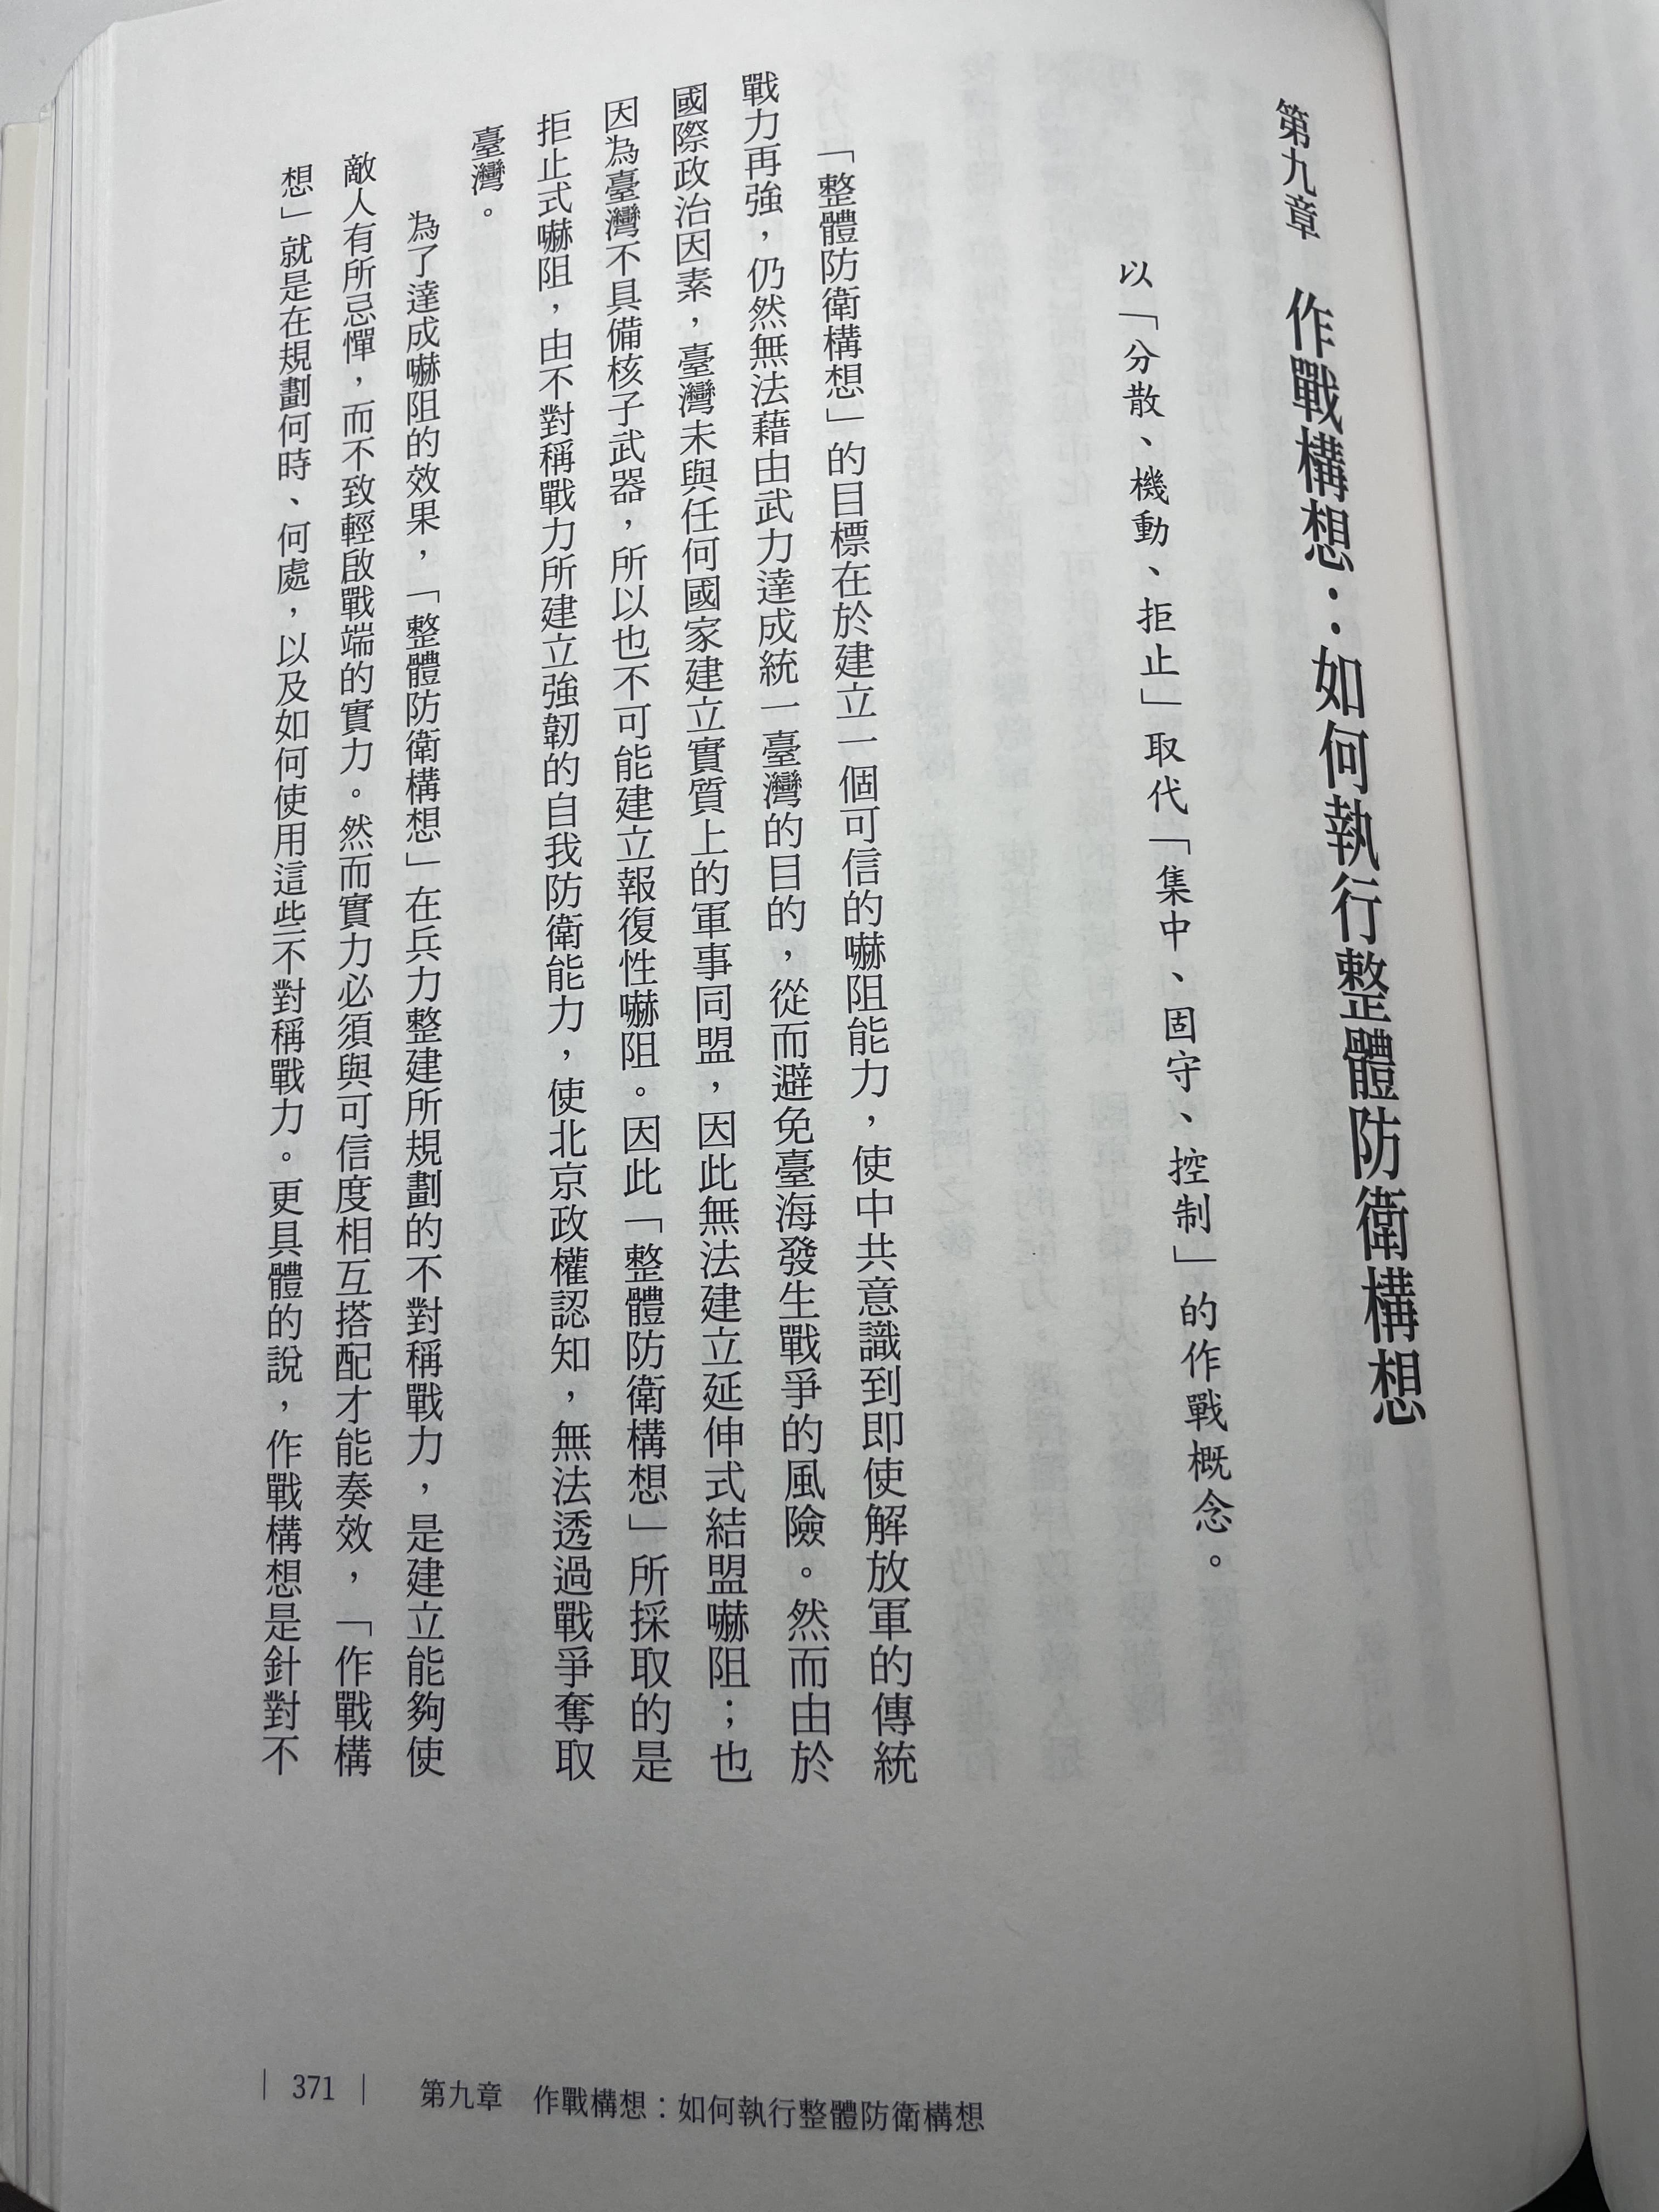 第九章　作戰構想：如何執行整體防衛構想
以「分散、機動、拒止」取代「集中、固守、控制」的作戰概念。
「整體防衛構想」的目標在於建立一個可信的嚇阻能力，使中共意識到即使解放軍的傳統
戰力再強，仍然無法藉由武力達成統一臺灣的目的，從而避免臺海發生戰爭的風險。然而由於
國際政治因素，臺灣未與任何國家建立實質上的軍事同盟，因此無法建立延伸式結盟嚇阻；也
因為臺灣不具備核子武器，所以也不可能建立報復性嚇阻。因此「整體防衛構想」所採取的是
拒止式嚇阻，由不對稱戰力所建立強韌的自我防衛能力，使北京政權認知，無法透過戰爭奪取
臺灣。
為了達成嚇阻的效果，「整體防衛構想」在兵力整建所規劃的不對稱戰力，是建立能夠使
敵人有所忌憚，而不致輕啟戰端的實力。然而實力必須與可信度相互搭配才能奏效，「作戰構
想」就是在規劃何時、何處，以及如何使用這些不對稱戰力。更具體的說，作戰構想是針對不
| 371 |　第九章　作戰構想：如何執行整體防衛構想